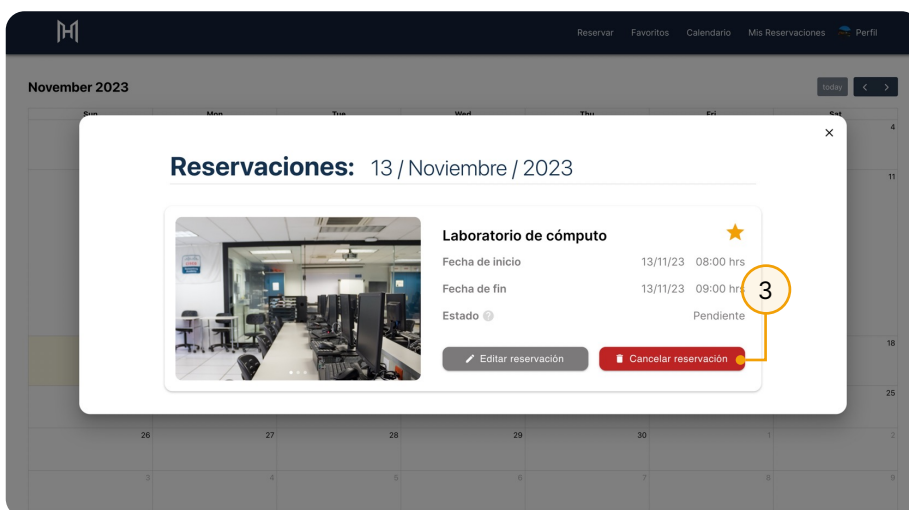 Reservar Favoritos Calendario Mis Reservaciones Perfil
November 2023
today
Sun Mon Tue Wed Thu Fri Sat
4
Reservaciones: 13 / Noviembre / 2023
11
Laboratorio de cómputo
Fecha de inicio 13/11/23 08:00 hrs
Fecha de fin 13/11/23 09:00 hrs
3
Estado Pendiente
18
Editar reservación Cancelar reservación
25
26 27 28 29 30 1 2
3 4 5 6 7 8 9